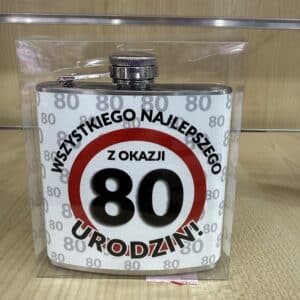 WSZYSTKIEGO NAJLEPSZEGO
Z OKAZJI
80
URODZIN!